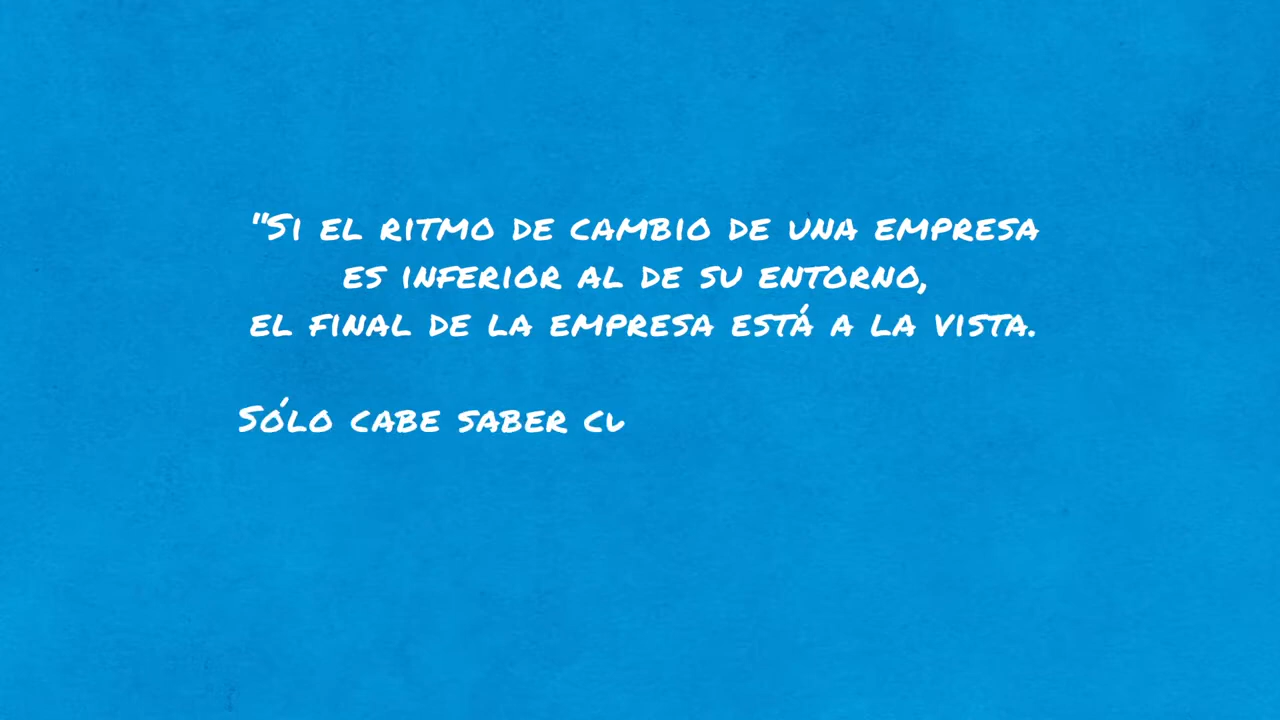 "Si el ritmo de cambio de una empresa
es inferior al de su entorno,
el final de la empresa está a la vista.
Sólo cabe saber cu